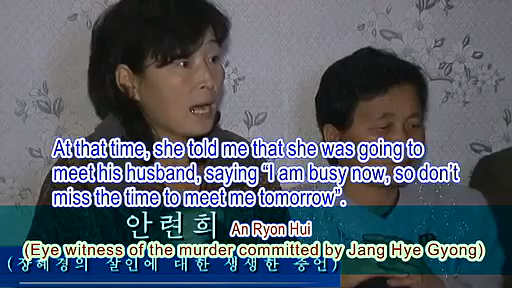 At that time, she told me that she was going to
meet his husband, saying “I am busy now, so don't
miss the time to meet me tomorrow”.
안련희 An Ryon Hui
(Eye witness of the murder committed by Jang Hye Gyong)
(장혜경의 살인에 대한 생생한 증언)